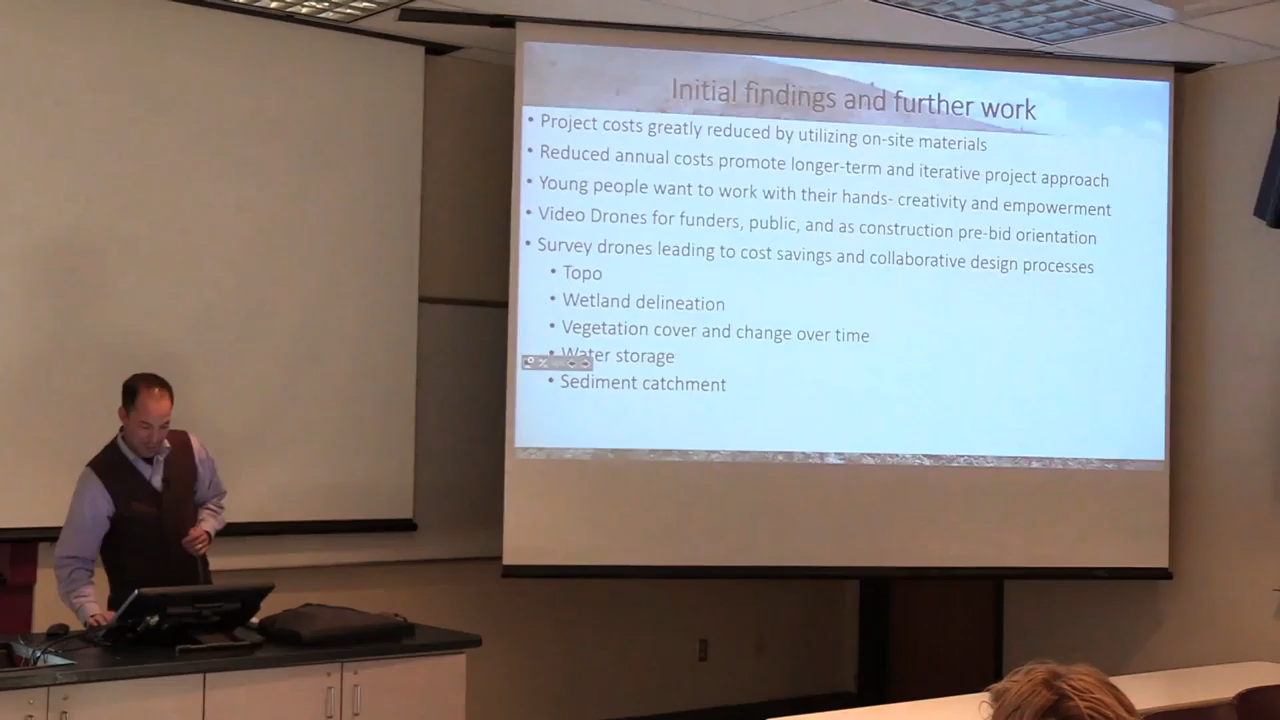 Initial findings and further work
• Project costs greatly reduced by utilizing on-site materials
• Reduced annual costs promote longer-term and iterative project approach
• Young people want to work with their hands- creativity and empowerment
• Video Drones for funders, public, and as construction pre-bid orientation
• Survey drones leading to cost savings and collaborative design processes
• Topo
• Wetland delineation
• Vegetation cover and change over time
• Water storage
• Sediment catchment